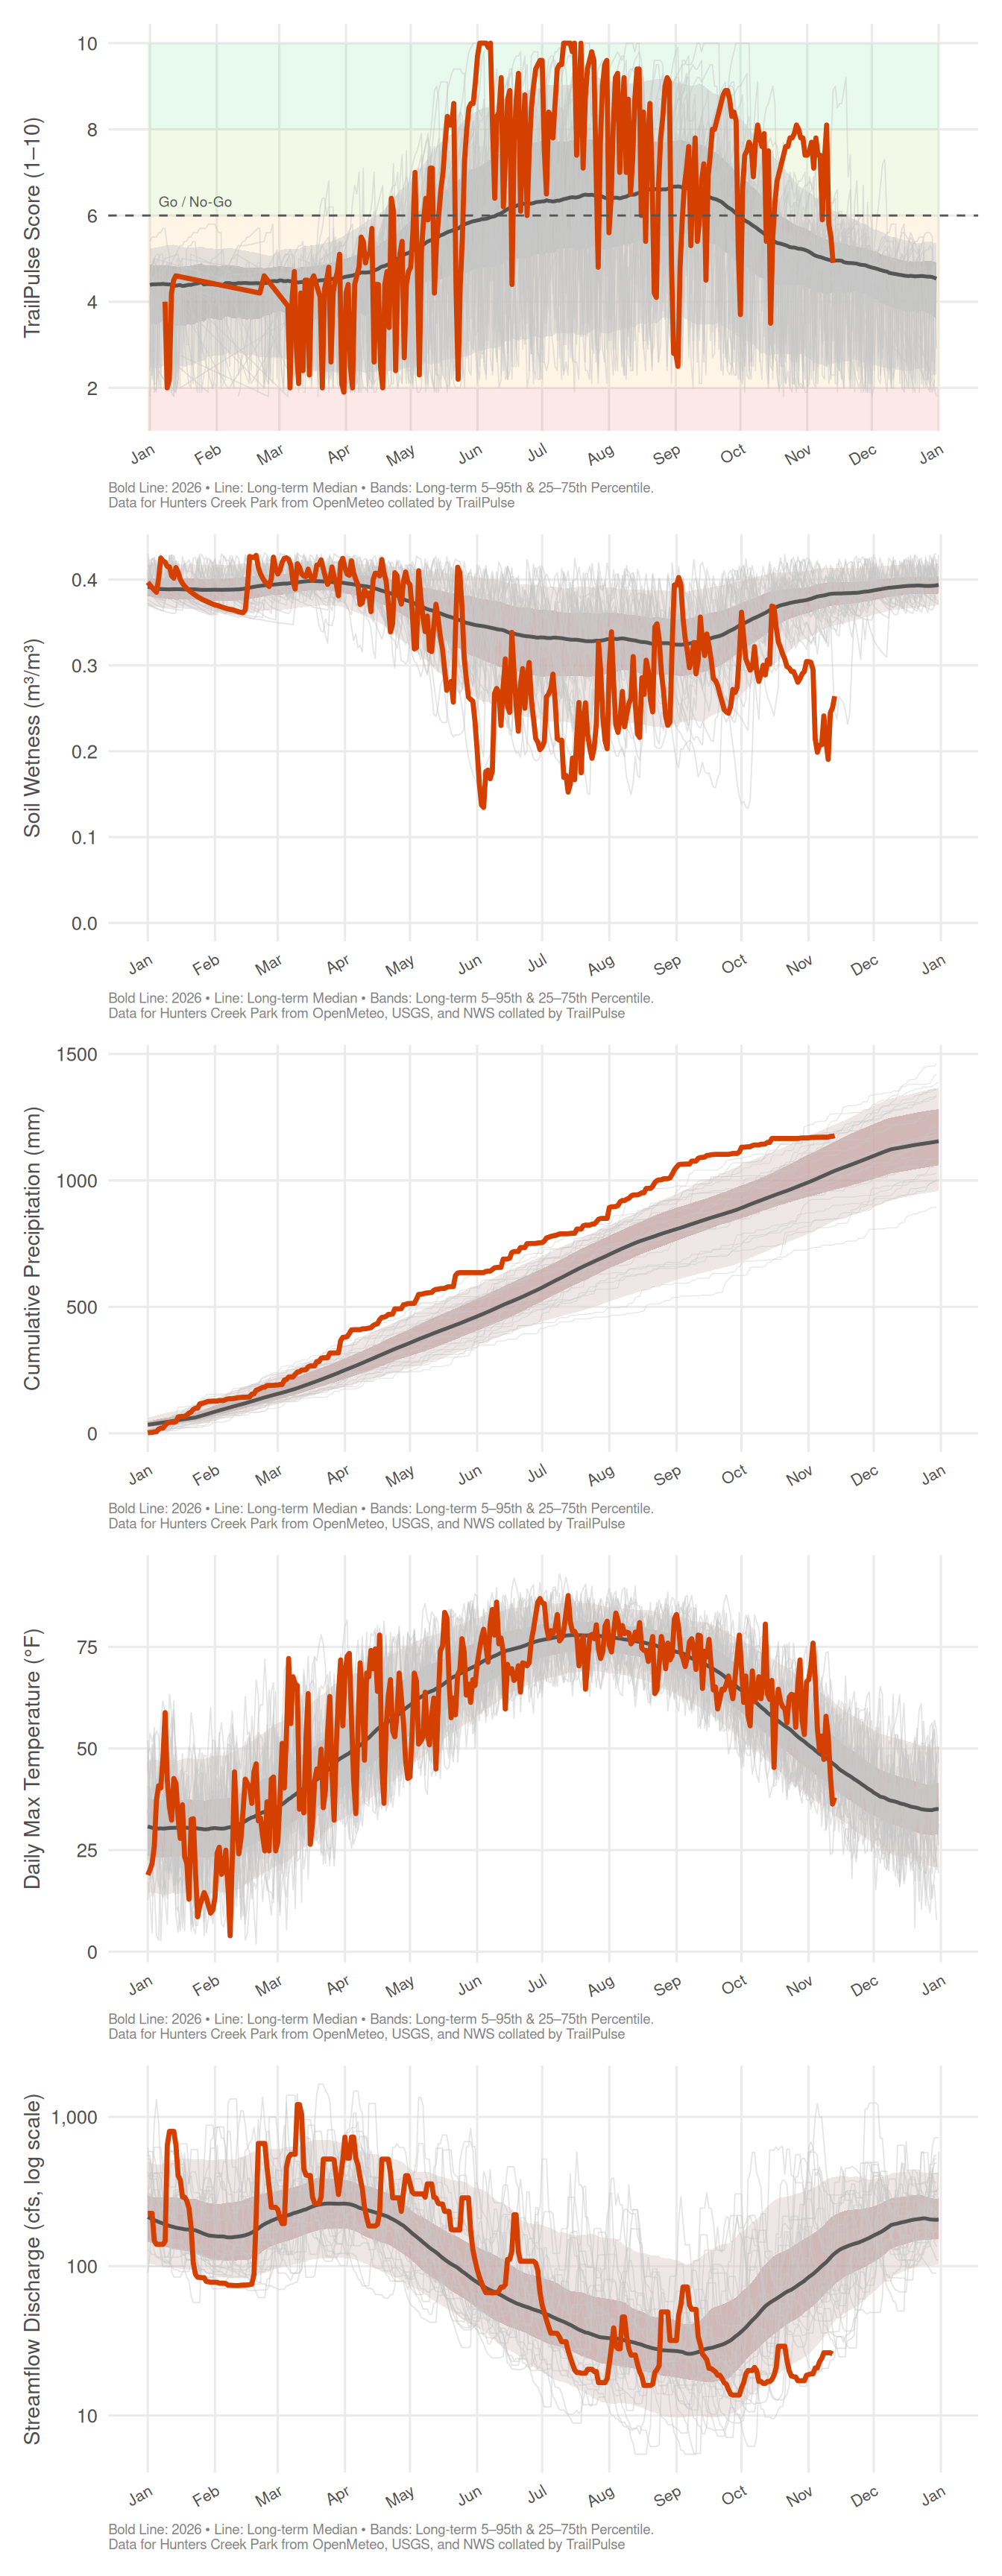 TrailPulse Score (1–10)
10
8
6
4
2
Go / No-Go
Jan
Feb
Mar
Apr
May
Jun
Jul
Aug
Sep
Oct
Nov
Dec
Jan
Bold Line: 2026 • Line: Long-term Median • Bands: Long-term 5–95th & 25–75th Percentile.
Data for Hunters Creek Park from OpenMeteo collated by TrailPulse
Soil Wetness (m³/m³)
0.4
0.3
0.2
0.1
0.0
Jan
Feb
Mar
Apr
May
Jun
Jul
Aug
Sep
Oct
Nov
Dec
Jan
Bold Line: 2026 • Line: Long-term Median • Bands: Long-term 5–95th & 25–75th Percentile.
Data for Hunters Creek Park from OpenMeteo, USGS, and NWS collated by TrailPulse
Cumulative Precipitation (mm)
1500
1000
500
0
Jan
Feb
Mar
Apr
May
Jun
Jul
Aug
Sep
Oct
Nov
Dec
Jan
Bold Line: 2026 • Line: Long-term Median • Bands: Long-term 5–95th & 25–75th Percentile.
Data for Hunters Creek Park from OpenMeteo, USGS, and NWS collated by TrailPulse
Daily Max Temperature (°F)
75
50
25
0
Jan
Feb
Mar
Apr
May
Jun
Jul
Aug
Sep
Oct
Nov
Dec
Jan
Bold Line: 2026 • Line: Long-term Median • Bands: Long-term 5–95th & 25–75th Percentile.
Data for Hunters Creek Park from OpenMeteo, USGS, and NWS collated by TrailPulse
Streamflow Discharge (cfs, log scale)
1,000
100
10
Jan
Feb
Mar
Apr
May
Jun
Jul
Aug
Sep
Oct
Nov
Dec
Jan
Bold Line: 2026 • Line: Long-term Median • Bands: Long-term 5–95th & 25–75th Percentile.
Data for Hunters Creek Park from OpenMeteo, USGS, and NWS collated by TrailPulse